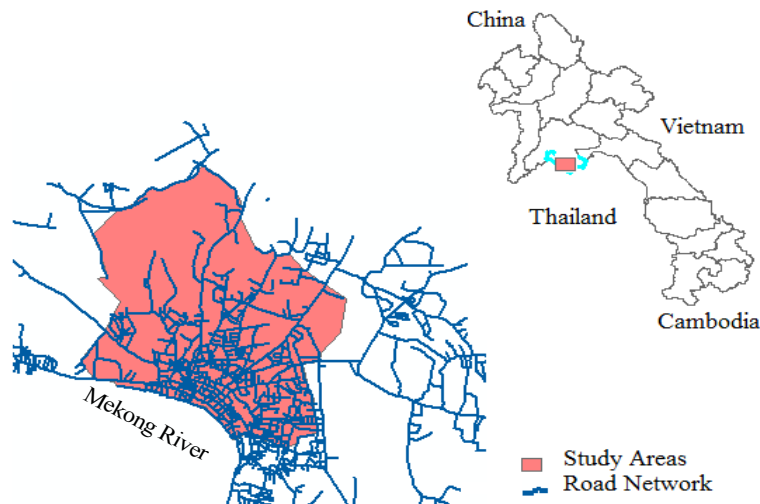 China
Vietnam
Thailand
Cambodia
Mekong River
Study Areas
Road Network